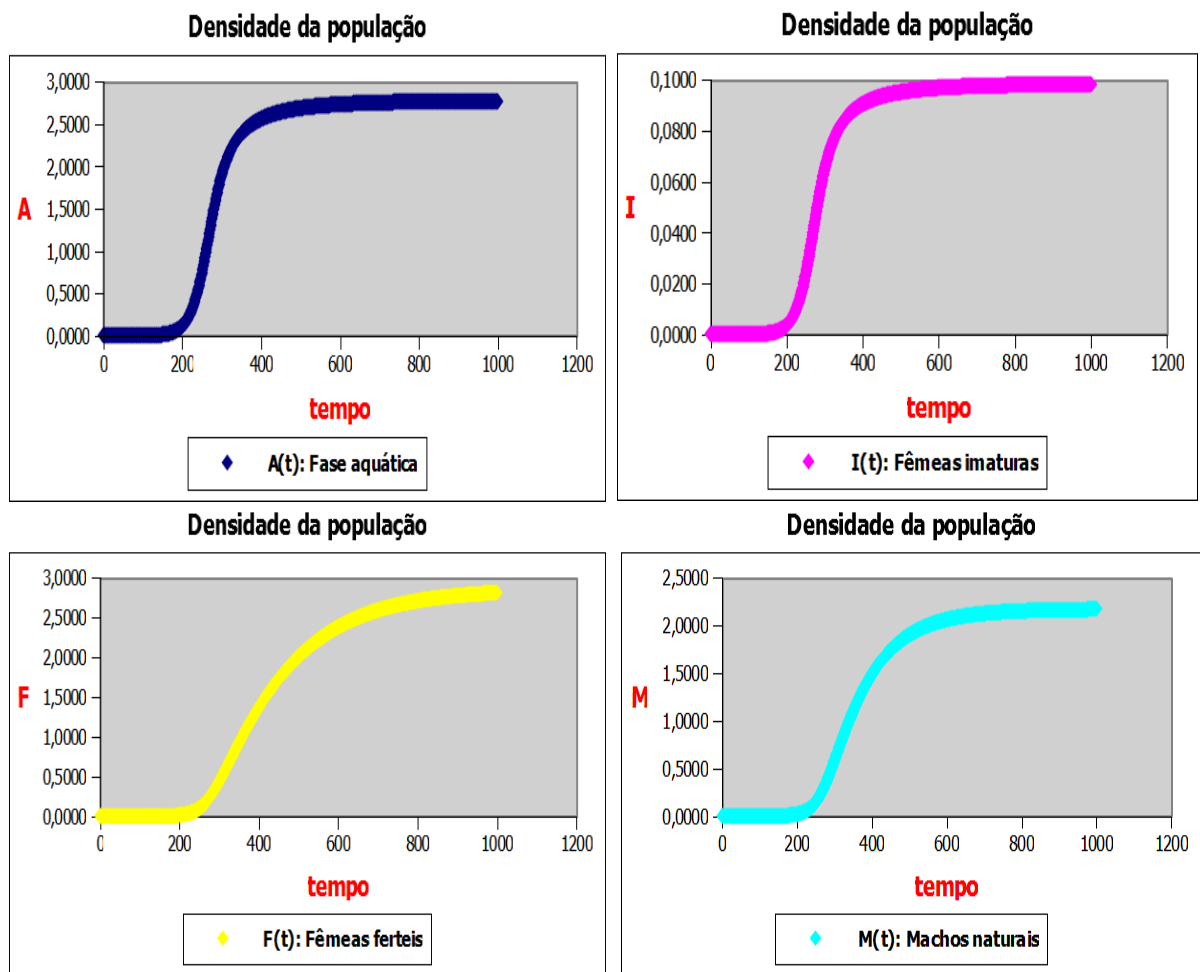 Densidade da população
3,0000
2,5000
2,0000
1,5000
1,0000
0,5000
0,0000
A
0 200 400 600 800 1000 1200
tempo
A(t): Fase aquática
Densidade da população
0,1000
0,0800
0,0600
0,0400
0,0200
0,0000
I
0 200 400 600 800 1000 1200
tempo
I(t): Fêmeas imaturas
Densidade da população
3,0000
2,5000
2,0000
1,5000
1,0000
0,5000
0,0000
F
0 200 400 600 800 1000 1200
tempo
F(t): Fêmeas ferteis
Densidade da população
2,5000
2,0000
1,5000
1,0000
0,5000
0,0000
M
0 200 400 600 800 1000 1200
tempo
M(t): Machos naturais